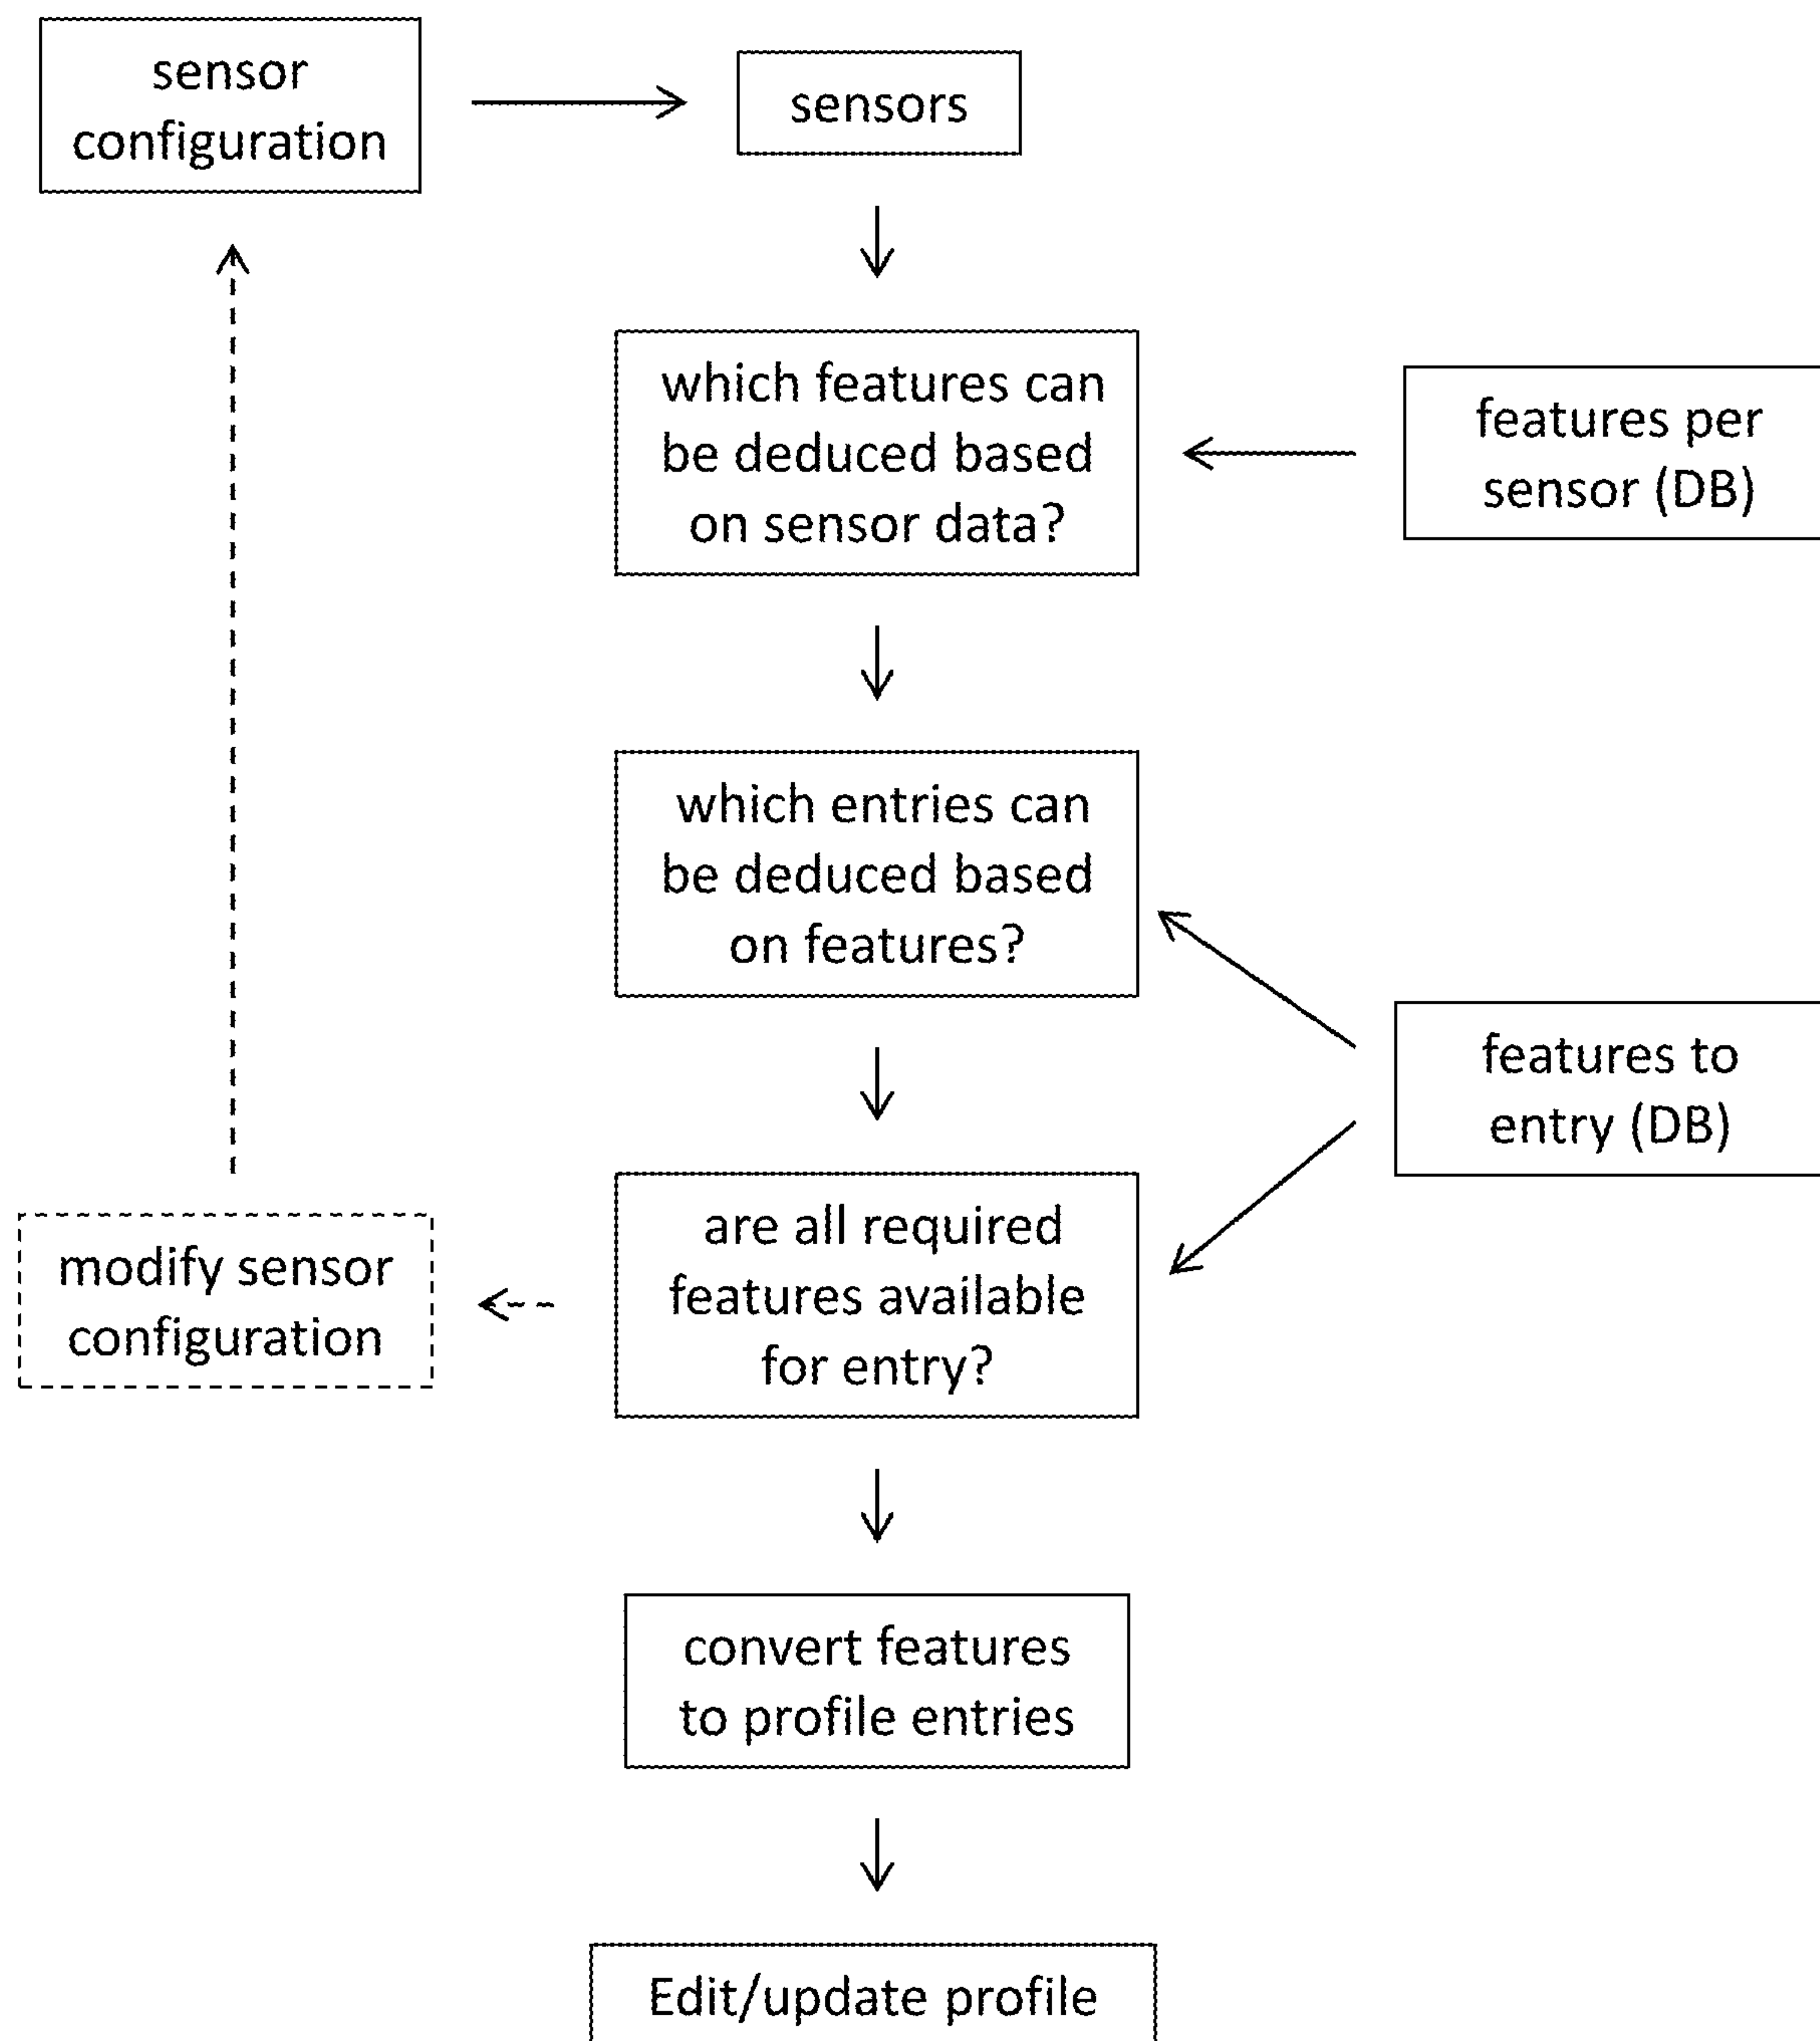 sensor
configuration
sensors
which features can
be deduced based
on sensor data?
features per
sensor (DB)
which entries can
be deduced based
on features?
features to
entry (DB)
are all required
features available
for entry?
modify sensor
configuration
convert features
to profile entries
Edit/update profile